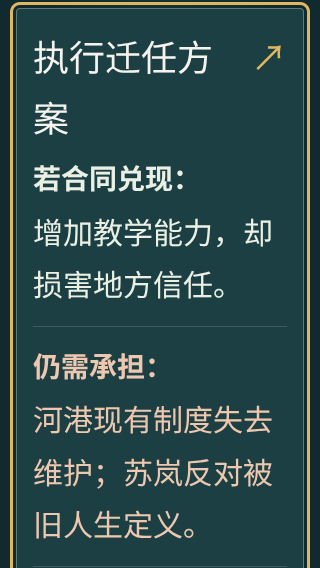 执行迁任方
案
若合同兑现：
增加教学能力，却
损害地方信任。
仍需承担：
河港现有制度失去
维护；苏岚反对被
旧人生定义。